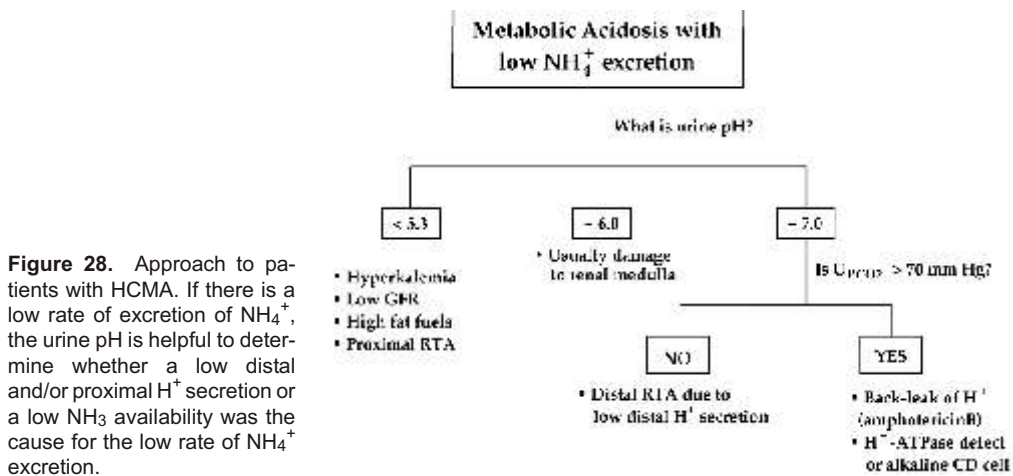 Metabolic Acidosis with
low NH₄⁺ excretion
What is urine pH?
< 5.3
~ 6.0
~ 7.0
• Hyperkalemia
• Low GFR
• High fat fuels
• Proximal RTA
• Usually damage
to renal medulla
Is U PCO2 > 70 mm Hg?
NO
YES
• Distal RTA due to
low distal H⁺ secretion
• Back-leak of H⁺
(amphotericin B)
• H⁺-ATPase defect
or alkaline CD cell
Figure 28. Approach to pa-
tients with HCMA. If there is a
low rate of excretion of NH₄⁺,
the urine pH is helpful to deter-
mine whether a low distal
and/or proximal H⁺ secretion or
a low NH₃ availability was the
cause for the low rate of NH₄⁺
excretion.